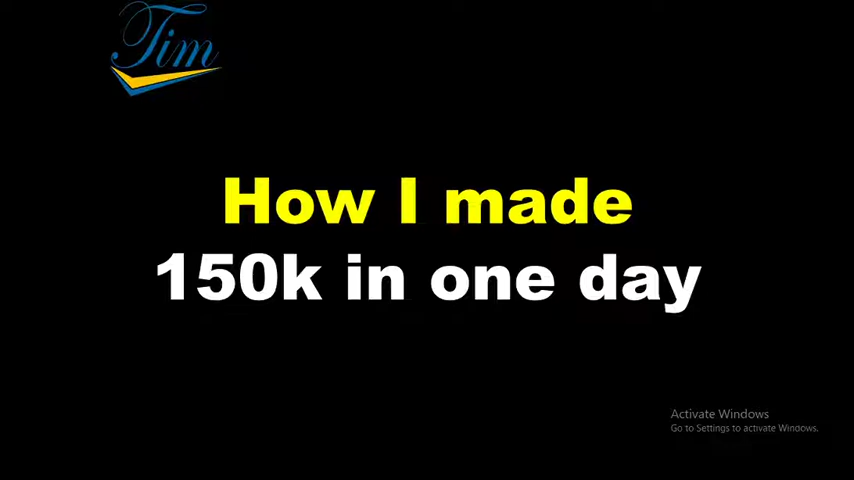 Tim
How I made
150k in one day
Activate Windows
Go to Settings to activate Windows.